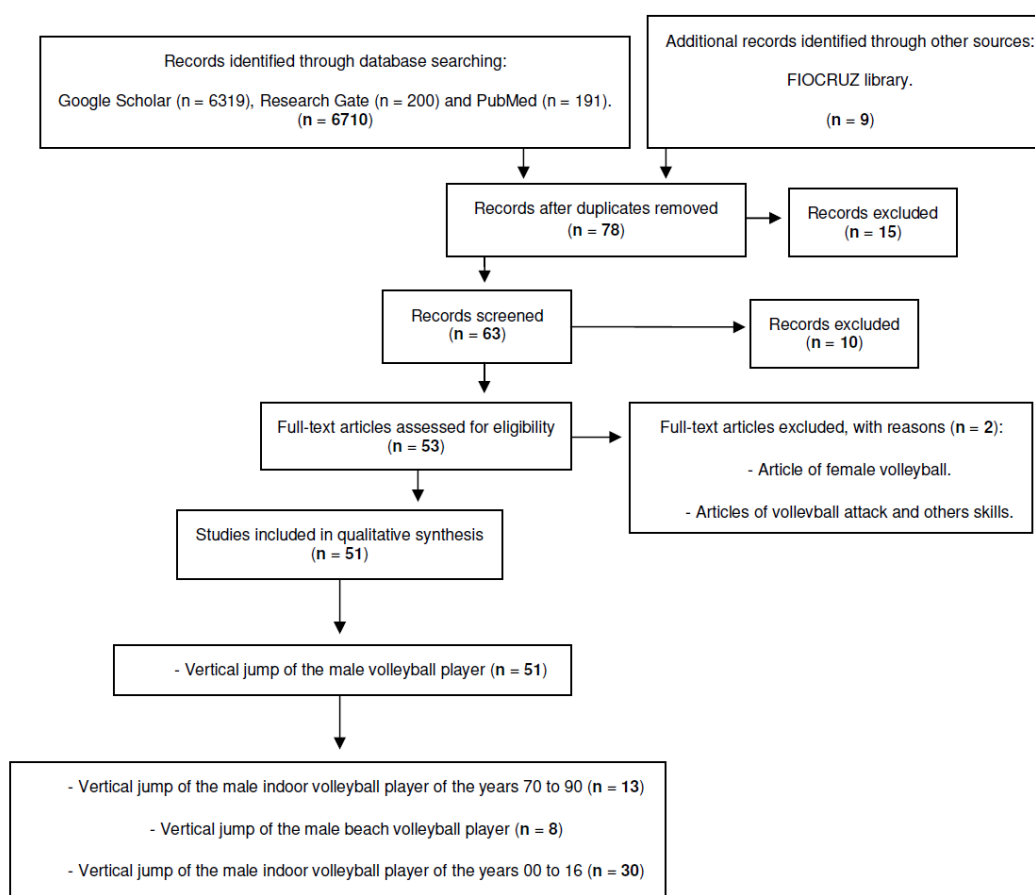 Records identified through database searching:
Google Scholar (n = 6319), Research Gate (n = 200) and PubMed (n = 191).
(n = 6710)
Additional records identified through other sources:
FIOCRUZ library.
(n = 9)
Records after duplicates removed
(n = 78)
Records excluded
(n = 15)
Records screened
(n = 63)
Records excluded
(n = 10)
Full-text articles assessed for eligibility
(n = 53)
Full-text articles excluded, with reasons (n = 2):
- Article of female volleyball.
- Articles of volleyball attack and others skills.
Studies included in qualitative synthesis
(n = 51)
- Vertical jump of the male volleyball player (n = 51)
- Vertical jump of the male indoor volleyball player of the years 70 to 90 (n = 13)
- Vertical jump of the male beach volleyball player (n = 8)
- Vertical jump of the male indoor volleyball player of the years 00 to 16 (n = 30)